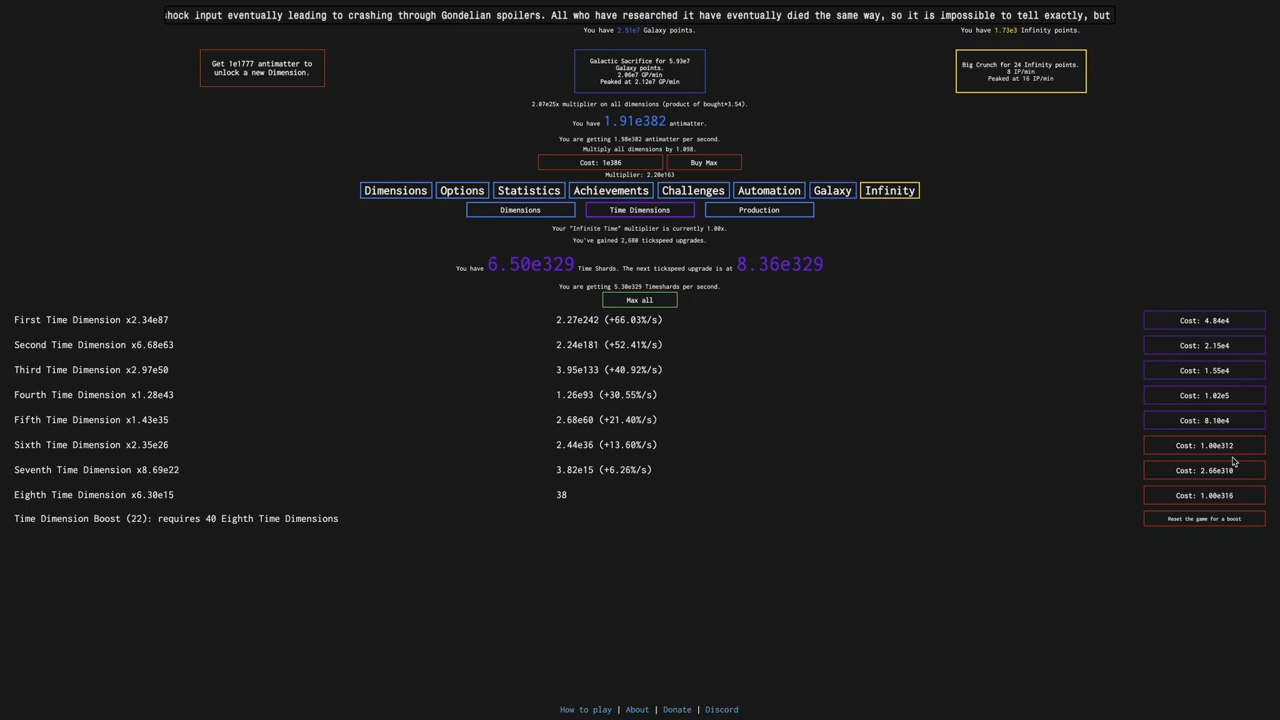 hock input eventually leading to crashing through Gondelian spoilers. All who have researched it have eventually died the same way, so it is impossible to tell exactly, but
You have 2.51e7 Galaxy points.
You have 1.73e3 Infinity points.
Get 1e1777 antimatter to
unlock a new Dimension.
Galactic Sacrifice for 5.93e7
Galaxy points.
2.06e7 GP/min
Peaked at 2.12e7 GP/min
Big Crunch for 24 Infinity points.
8 IP/min
Peaked at 16 IP/min
2.07e25x multiplier on all dimensions (product of bought*3.54).
You have 1.91e382 antimatter.
You are getting 1.98e382 antimatter per second.
Multiply all dimensions by 1.098.
Cost: 1e386
Buy Max
Multiplier: 2.20e163
Dimensions
Options
Statistics
Achievements
Challenges
Automation
Galaxy
Infinity
Dimensions
Time Dimensions
Production
Your "Infinite Time" multiplier is currently 1.00x.
You've gained 2,680 tickspeed upgrades.
You have 6.50e329 Time Shards. The next tickspeed upgrade is at 8.36e329
You are getting 5.30e329 Timeshards per second.
Max all
First Time Dimension x2.34e87 2.27e242 (+66.03%/s) Cost: 4.84e4
Second Time Dimension x6.68e63 2.24e181 (+52.41%/s) Cost: 2.15e4
Third Time Dimension x2.97e50 3.95e133 (+40.92%/s) Cost: 1.55e4
Fourth Time Dimension x1.28e43 1.26e93 (+30.55%/s) Cost: 1.02e5
Fifth Time Dimension x1.43e35 2.68e60 (+21.40%/s) Cost: 8.10e4
Sixth Time Dimension x2.35e26 2.44e36 (+13.60%/s) Cost: 1.00e312
Seventh Time Dimension x8.69e22 3.82e15 (+6.26%/s) Cost: 2.66e310
Eighth Time Dimension x6.30e15 38 Cost: 1.00e316
Time Dimension Boost (22): requires 40 Eighth Time Dimensions Reset the game for a boost
How to play | About | Donate | Discord